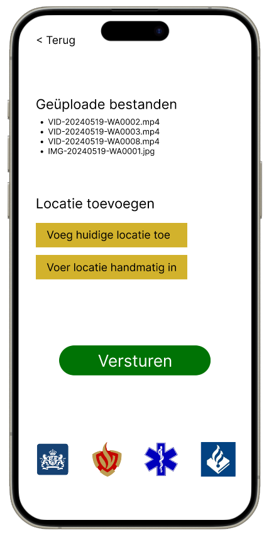 < Terug
Geüploade bestanden
• VID-20240519-WA0002.mp4
• VID-20240519-WA0003.mp4
• VID-20240519-WA0008.mp4
• IMG-20240519-WA0001.jpg
Locatie toevoegen
Voeg huidige locatie toe
Voer locatie handmatig in
Versturen